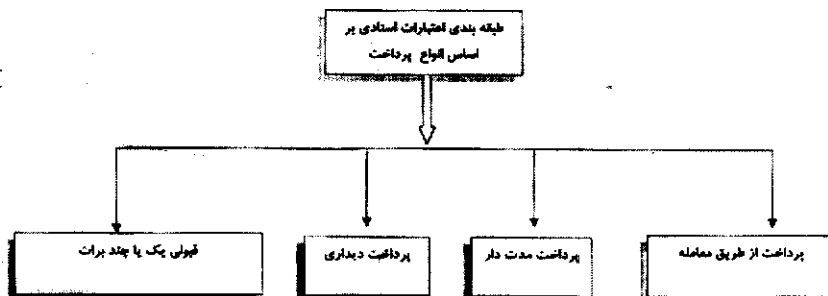 طبقه بندی اعتبارات اسنادی بر
اساس انواع پرداخت
پرداخت از طریق معامله
پرداخت مدت دار
پرداخت دیداری
قبولی یک یا چند برات